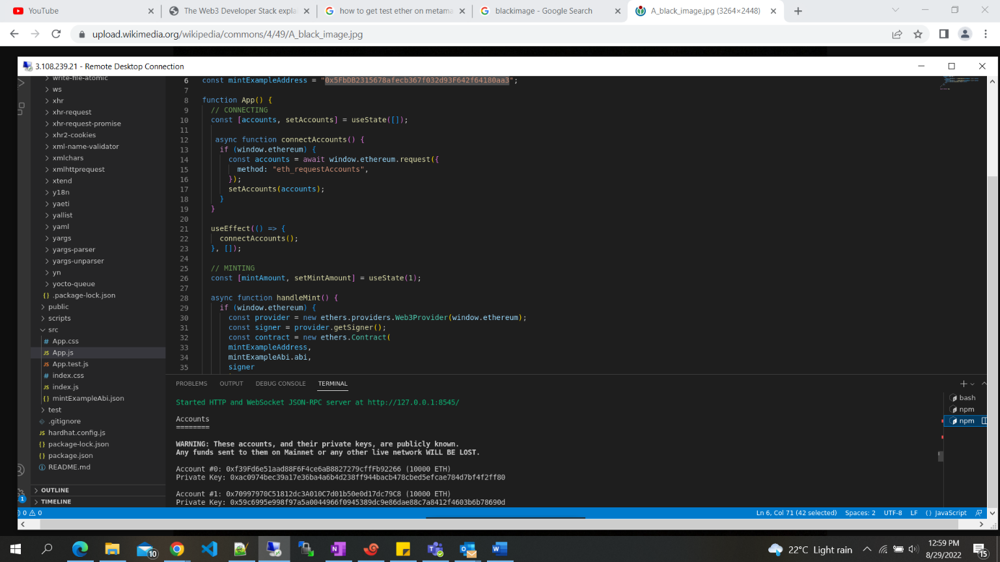 YouTube
The Web3 Developer Stack expla
how to get test ether on metama
blackimage - Google Search
A_black_image.jpg (3264×2448)
upload.wikimedia.org/wikipedia/commons/4/49/A_black_image.jpg
3.108.239.21 - Remote Desktop Connection
write-file-atomic
ws
xhr
xhr-request
xhr-request-promise
xhr2-cookies
xml-name-validator
xmlchars
xmlhttprequest
xtend
y18n
yaeti
yallist
yaml
yargs
yargs-parser
yargs-unparser
yn
yocto-queue
{} .package-lock.json
public
scripts
src
# App.css
JS App.js
JS App.test.js
# index.css
JS index.js
{} mintExampleAbi.json
test
.gitignore
JS hardhat.config.js
{} package-lock.json
{} package.json
README.md
OUTLINE
TIMELINE
6 const mintExampleAddress = "0x5FbDB2315678afecb367f032d93F642f64180aa3";
7
8 function App() {
9 // CONNECTING
10 const [accounts, setAccounts] = useState([]);
11
12 async function connectAccounts() {
13 if (window.ethereum) {
14 const accounts = await window.ethereum.request({
15 method: "eth_requestAccounts",
16 });
17 setAccounts(accounts);
18 }
19 }
20
21 useEffect(() => {
22 connectAccounts();
23 }, []);
24
25 // MINTING
26 const [mintAmount, setMintAmount] = useState(1);
27
28 async function handleMint() {
29 if (window.ethereum) {
30 const provider = new ethers.providers.Web3Provider(window.ethereum);
31 const signer = provider.getSigner();
32 const contract = new ethers.Contract(
33 mintExampleAddress,
34 mintExampleAbi.abi,
35 signer
PROBLEMS OUTPUT DEBUG CONSOLE TERMINAL
Started HTTP and WebSocket JSON-RPC server at http://127.0.0.1:8545/
Accounts
========
WARNING: These accounts, and their private keys, are publicly known.
Any funds sent to them on Mainnet or any other live network WILL BE LOST.
Account #0: 0xf39Fd6e51aad88F6F4ce6aB8827279cffFb92266 (10000 ETH)
Private Key: 0xac0974bec39a17e36ba4a6b4d238ff944bacb478cbed5efcae784d7bf4f2ff80
Account #1: 0x70997970C51812dc3A010C7d01b50e0d17dc79C8 (10000 ETH)
Private Key: 0x59c6995e998f97a5a0044966f0945389dc9e86dae88c7a8412f4603b6b78690d
bash
npm
npm
1
0 0
Ln 6, Col 71 (42 selected) Spaces: 2 UTF-8 LF {} JavaScript
10
22°C Light rain
12:59 PM
8/29/2022
15